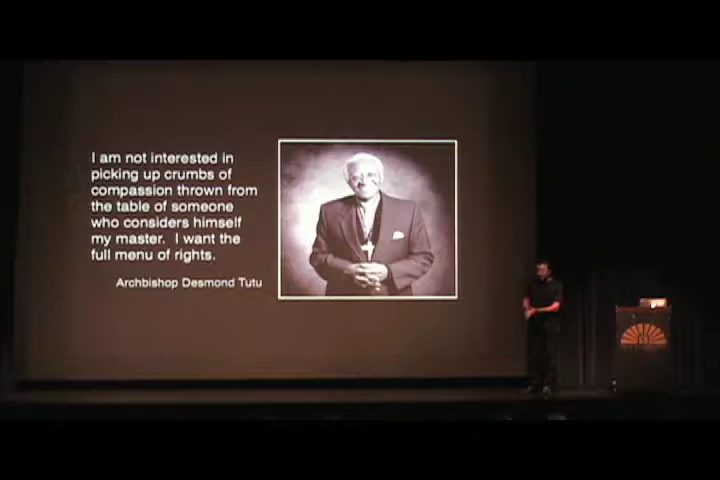 I am not interested in
picking up crumbs of
compassion thrown from
the table of someone
who considers himself
my master.  I want the
full menu of rights.
Archbishop Desmond Tutu